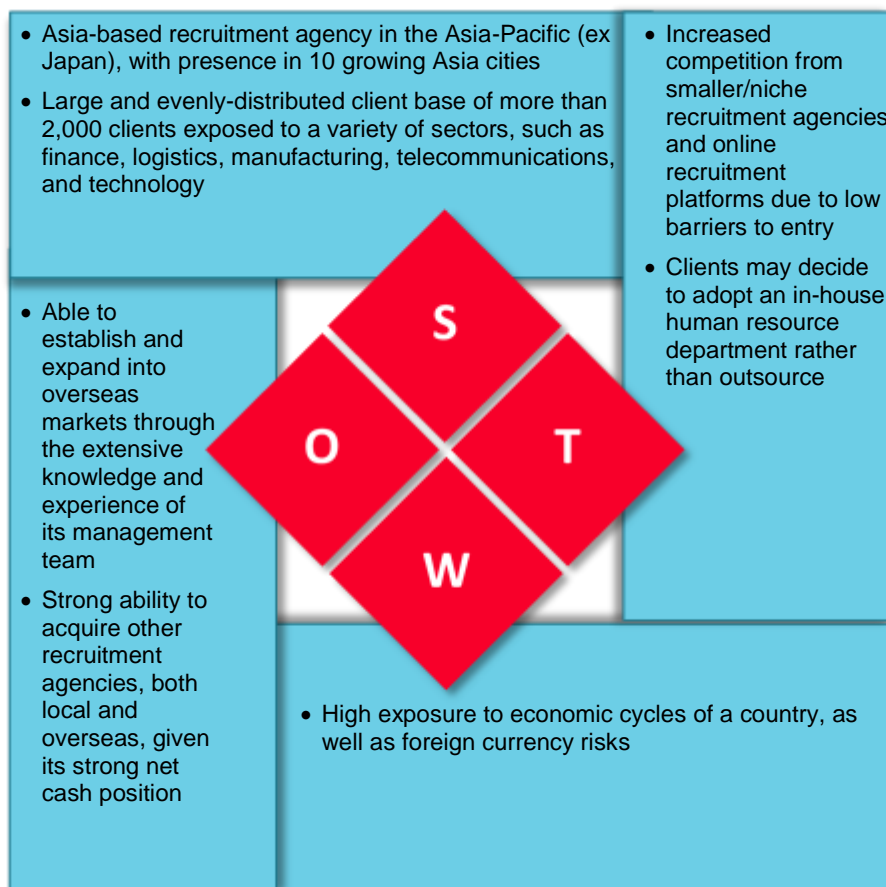 • Asia-based recruitment agency in the Asia-Pacific (ex
Japan), with presence in 10 growing Asia cities
• Large and evenly-distributed client base of more than
2,000 clients exposed to a variety of sectors, such as
finance, logistics, manufacturing, telecommunications,
and technology
• Increased
competition from
smaller/niche
recruitment agencies
and online
recruitment
platforms due to low
barriers to entry
• Clients may decide
to adopt an in-house
human resource
department rather
than outsource
• Able to
establish and
expand into
overseas
markets through
the extensive
knowledge and
experience of
its management
team
• Strong ability to
acquire other
recruitment
agencies, both
local and
overseas, given
its strong net
cash position
S
O
T
W
• High exposure to economic cycles of a country, as
well as foreign currency risks